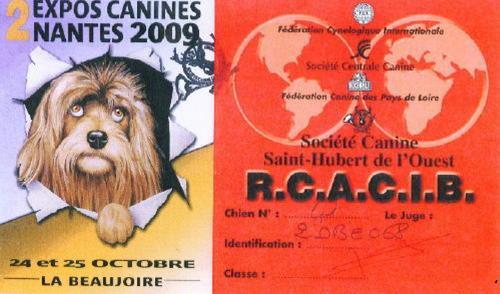 2 EXPOS CANINES
NANTES 2009
24 et 25 OCTOBRE
LA BEAUJOIRE
Fédération Cynologique Internationale
Société Centrale Canine
Fédération Canine des Pays de Loire
Société Canine
Saint-Hubert de l'Ouest
R.C.A.C.I.B.
Chien N° : Le Juge :
Identification :
Classe :